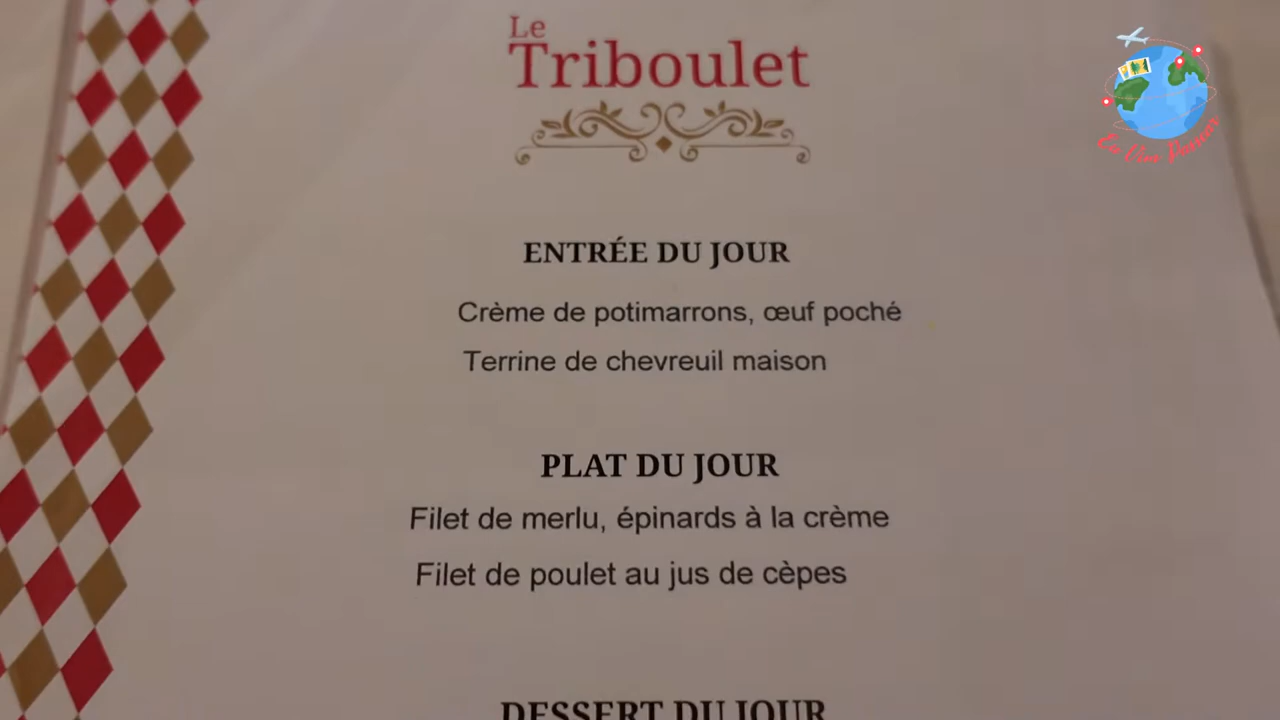 Le
Triboulet
ENTRÉE DU JOUR
Crème de potimarrons, œuf poché
Terrine de chevreuil maison
PLAT DU JOUR
Filet de merlu, épinards à la crème
Filet de poulet au jus de cèpes
DESSERT DU JOUR